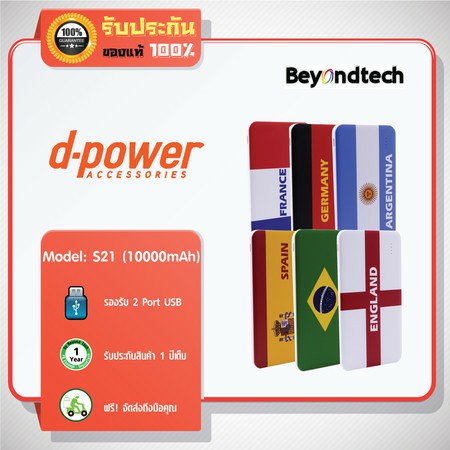 100%
GUARANTEE
รับประกัน
ของแท้ 100%
Beyondtech
d-power
ACCESSORIES
FRANCE
GERMANY
ARGENTINA
SPAIN
ENGLAND
Model: S21 (10000mAh)
รองรับ 2 Port USB
1
Year
รับประกันสินค้า 1 ปีเต็ม
ฟรี! จัดส่งถึงมือคุณ